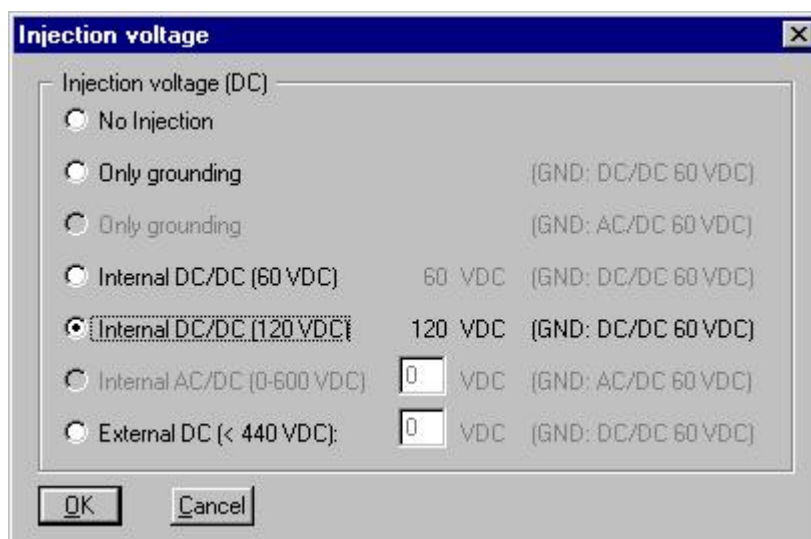 Injection voltage
Injection voltage (DC)
No Injection
Only grounding (GND: DC/DC 60 VDC)
Only grounding (GND: AC/DC 60 VDC)
Internal DC/DC (60 VDC) 60 VDC (GND: DC/DC 60 VDC)
Internal DC/DC (120 VDC) 120 VDC (GND: DC/DC 60 VDC)
Internal AC/DC (0-600 VDC) 0 VDC (GND: AC/DC 60 VDC)
External DC (< 440 VDC): 0 VDC (GND: DC/DC 60 VDC)
OK Cancel